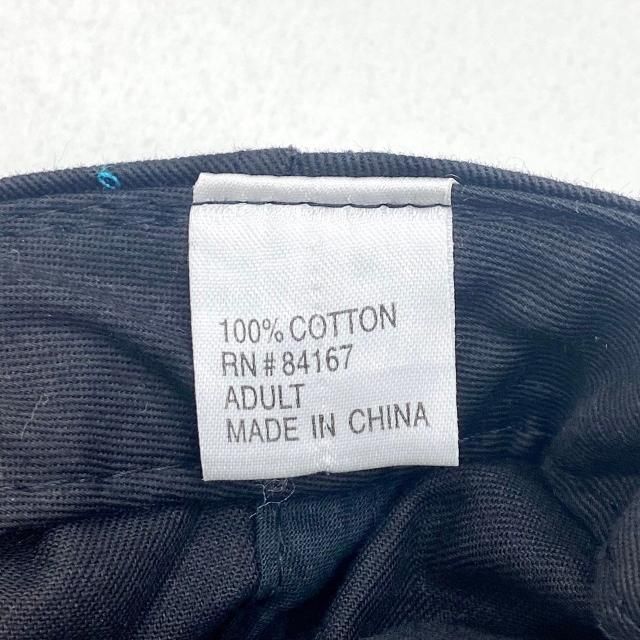 100% COTTON
RN # 84167
ADULT
MADE IN CHINA